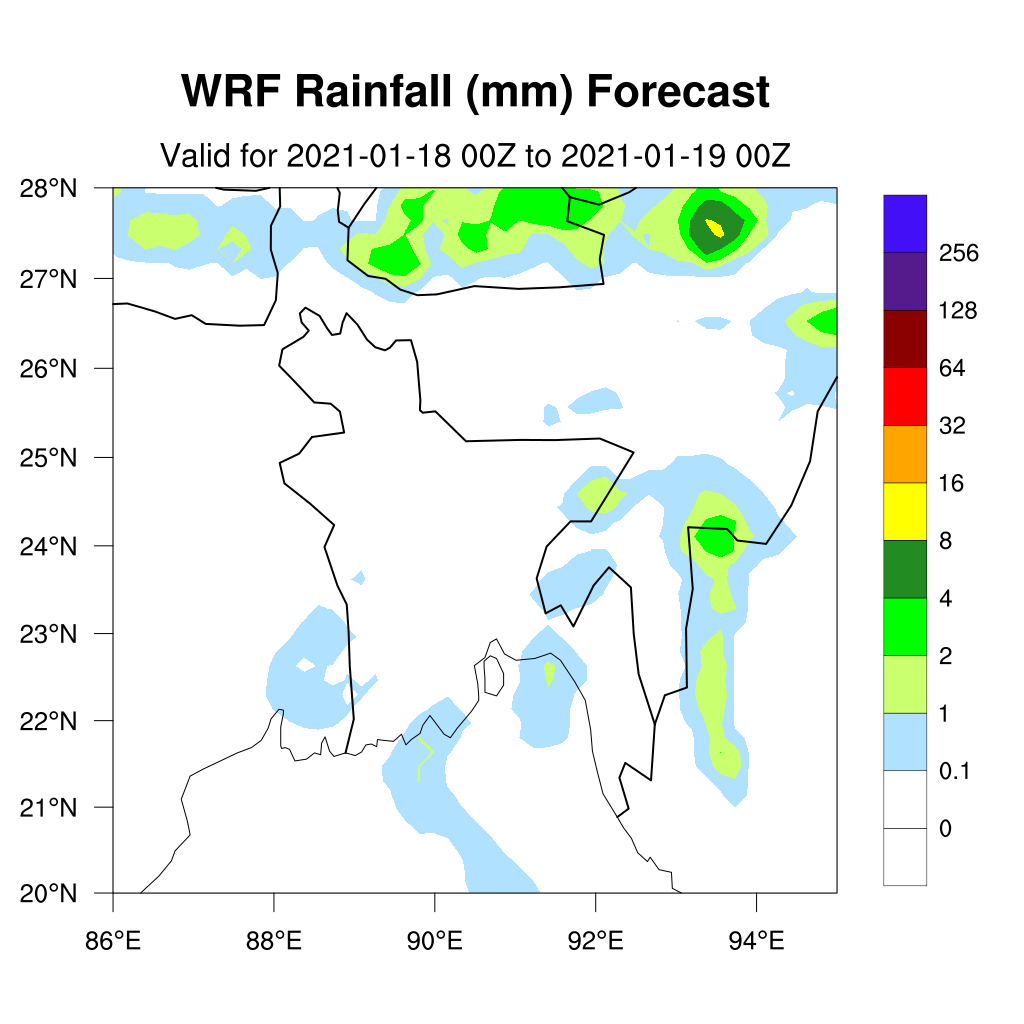 WRF Rainfall (mm) Forecast
Valid for 2021-01-18 00Z to 2021-01-19 00Z
28°N
27°N
26°N
25°N
24°N
23°N
22°N
21°N
20°N
86°E
88°E
90°E
92°E
94°E
256
128
64
32
16
8
4
2
1
0.1
0